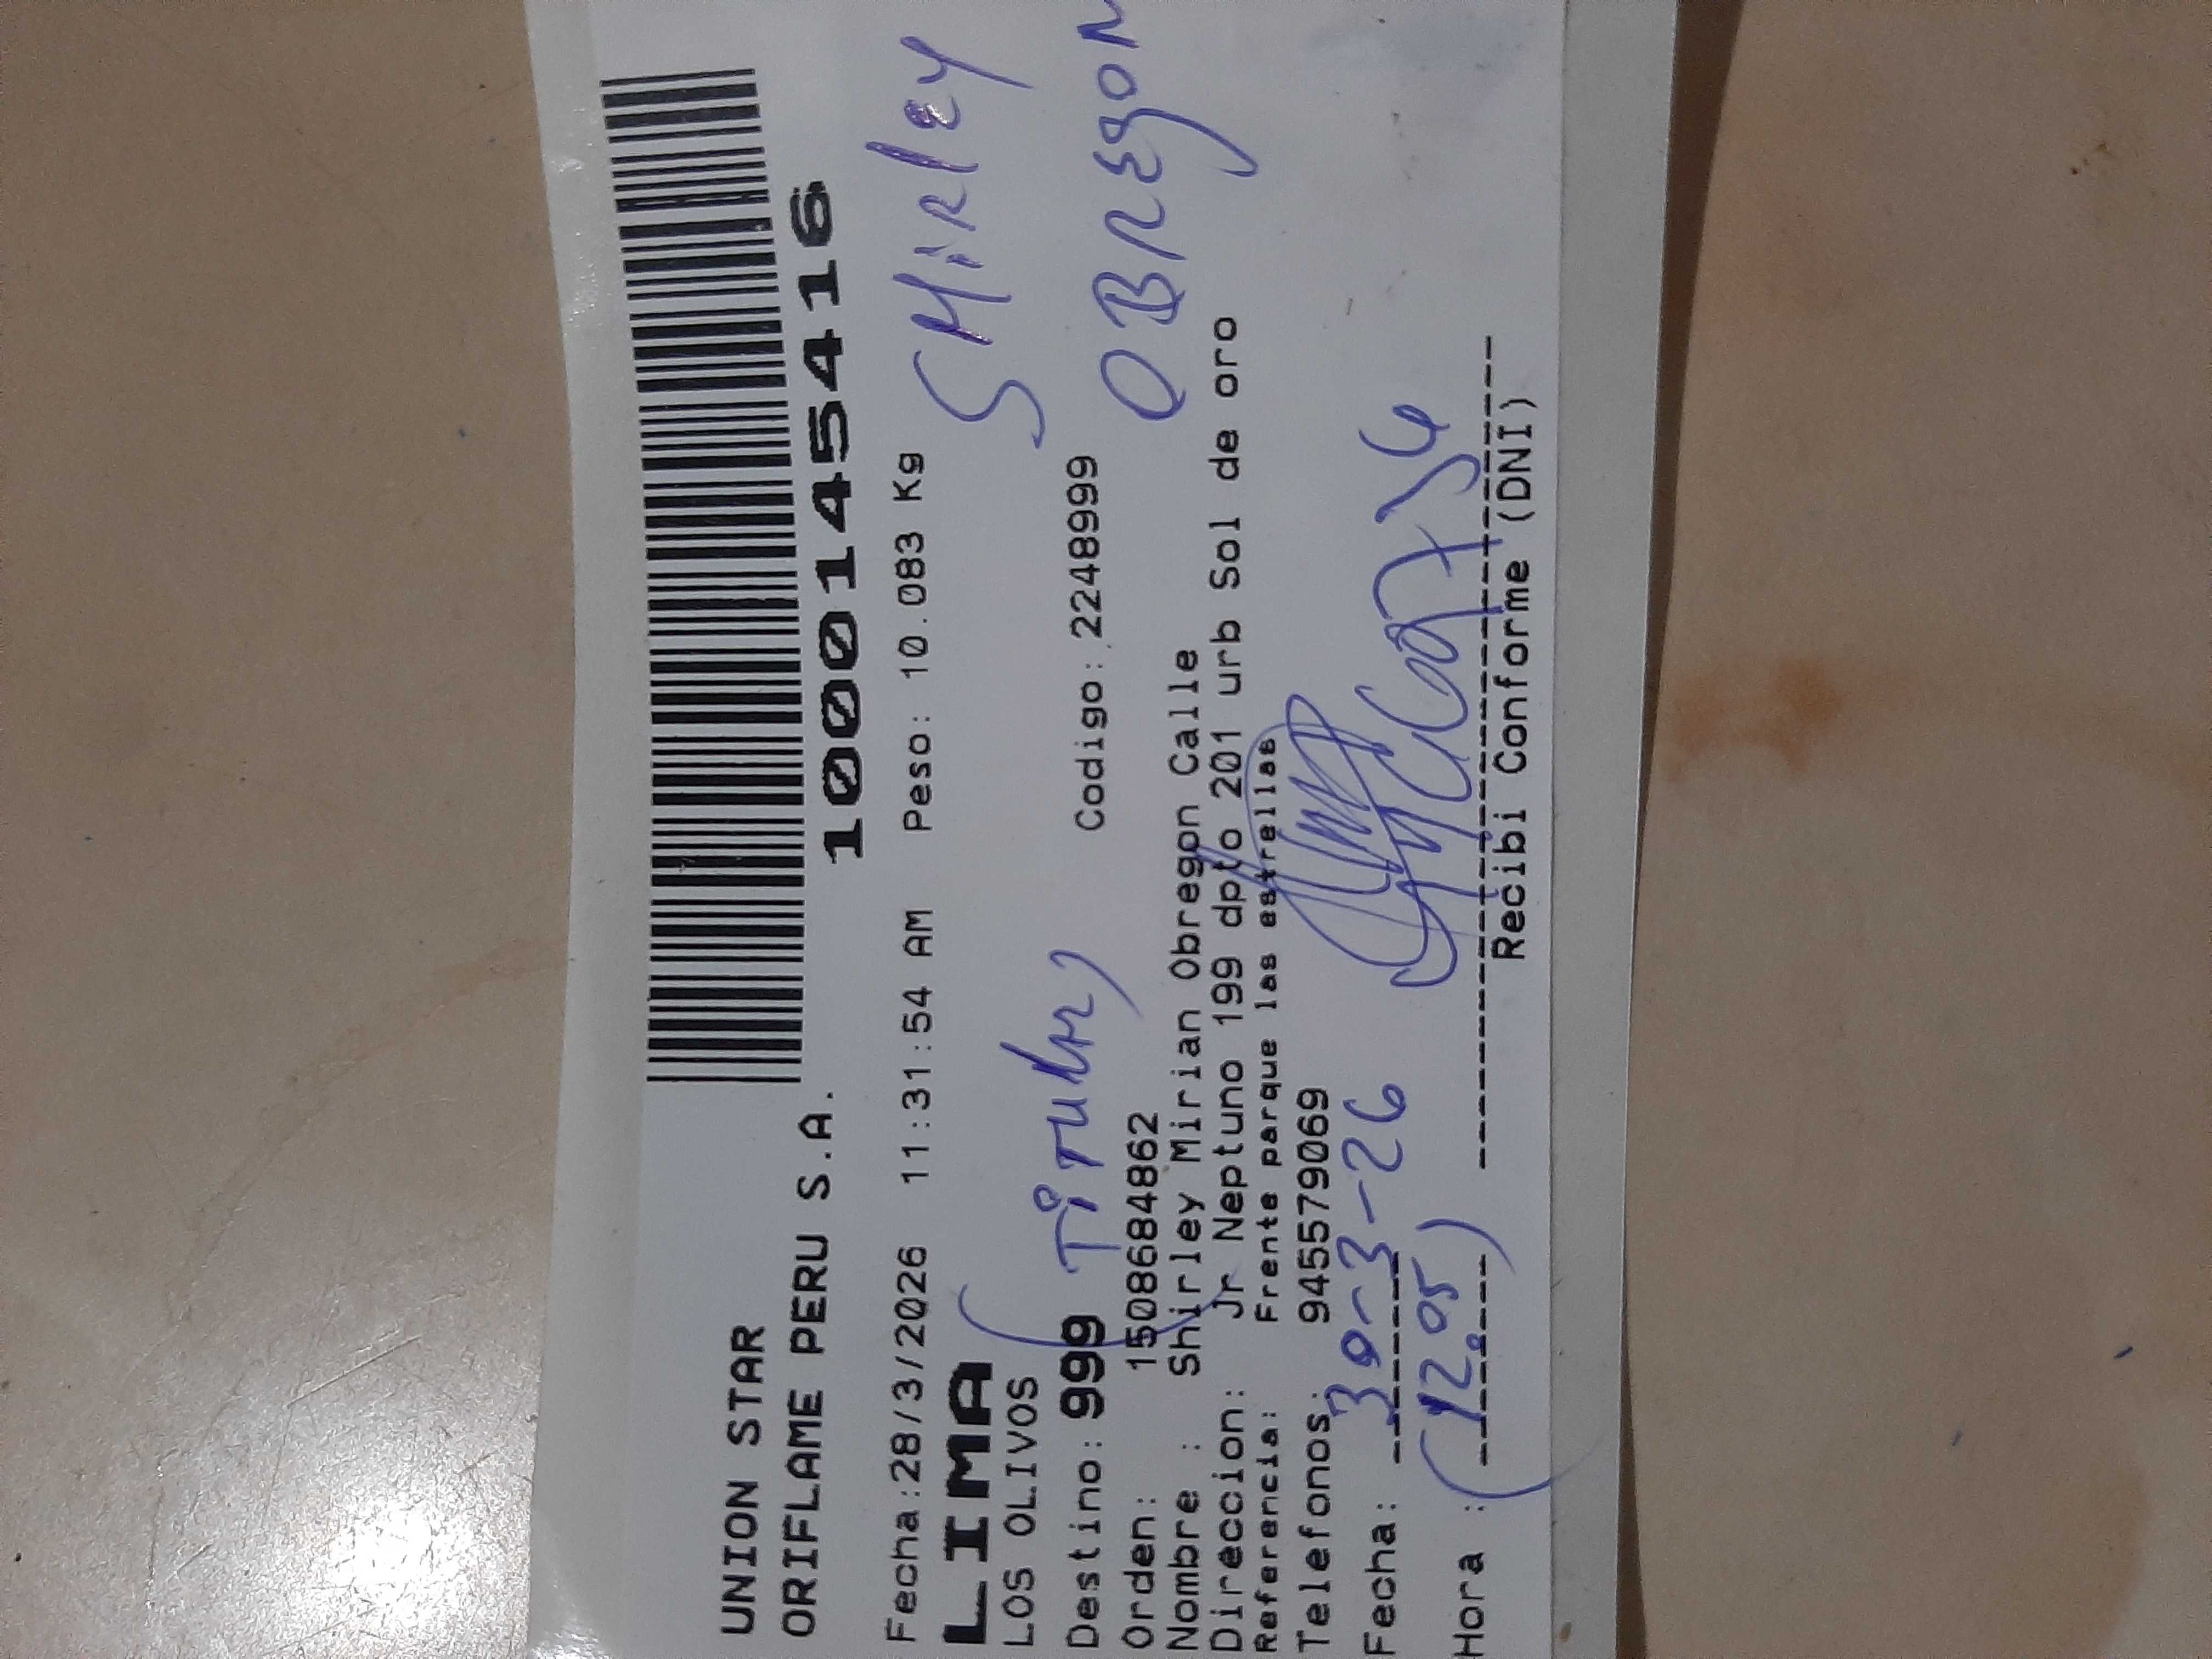 UNION STAR
ORIFLAME PERU S.A.
1000145416
Fecha:28/3/2026 11:31:54 AM Peso: 10.083 Kg
LIMA
SHIRLEY
LOS OLIVOS
(TITULAR)
Destino: 999 Codigo: 2248999
OBREGON
Orden: 1508684862
Nombre : Shirley Mirian Obregon Calle
Direccion: Jr Neptuno 199 dpto 201 urb Sol de oro
Referencia: Frente parque las estrellas
Telefonos. 945579069
Fecha: 30-3-26
Hora : (12.05)
Recibi Conforme (DNI)